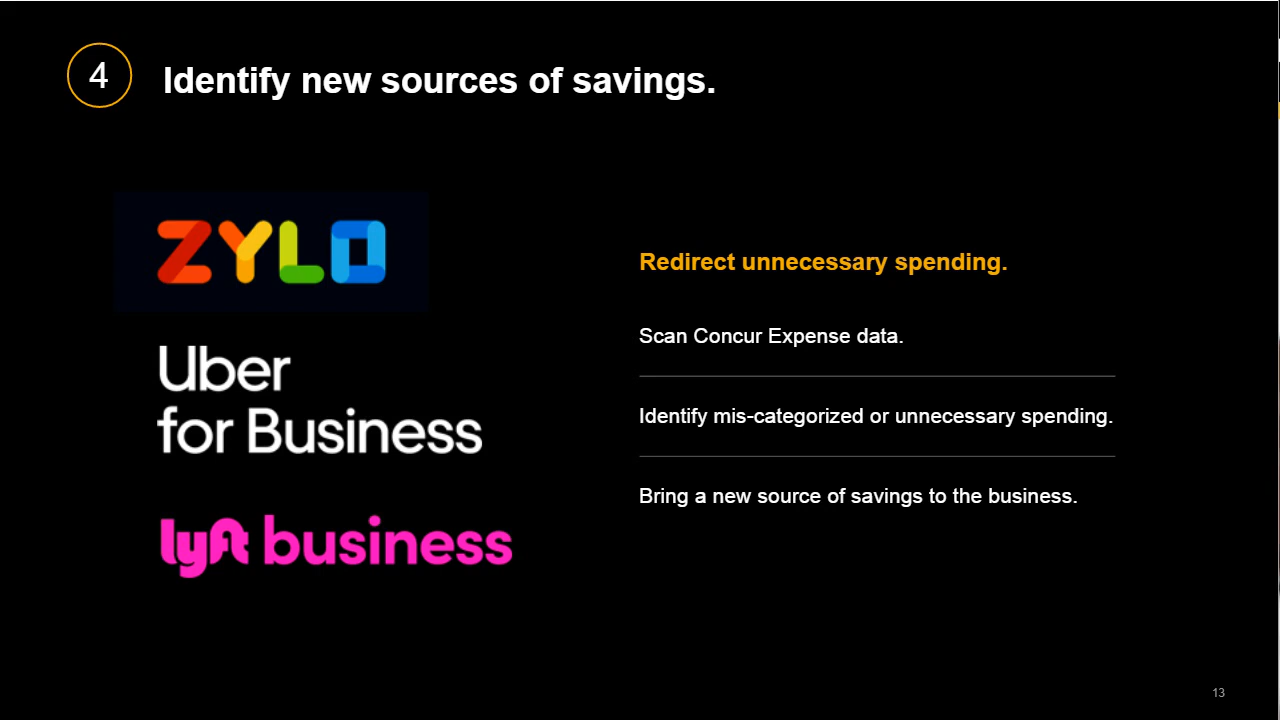 4
Identify new sources of savings.
ZYLO
Uber
for Business
lyft business
Redirect unnecessary spending.
Scan Concur Expense data.
Identify mis-categorized or unnecessary spending.
Bring a new source of savings to the business.
13